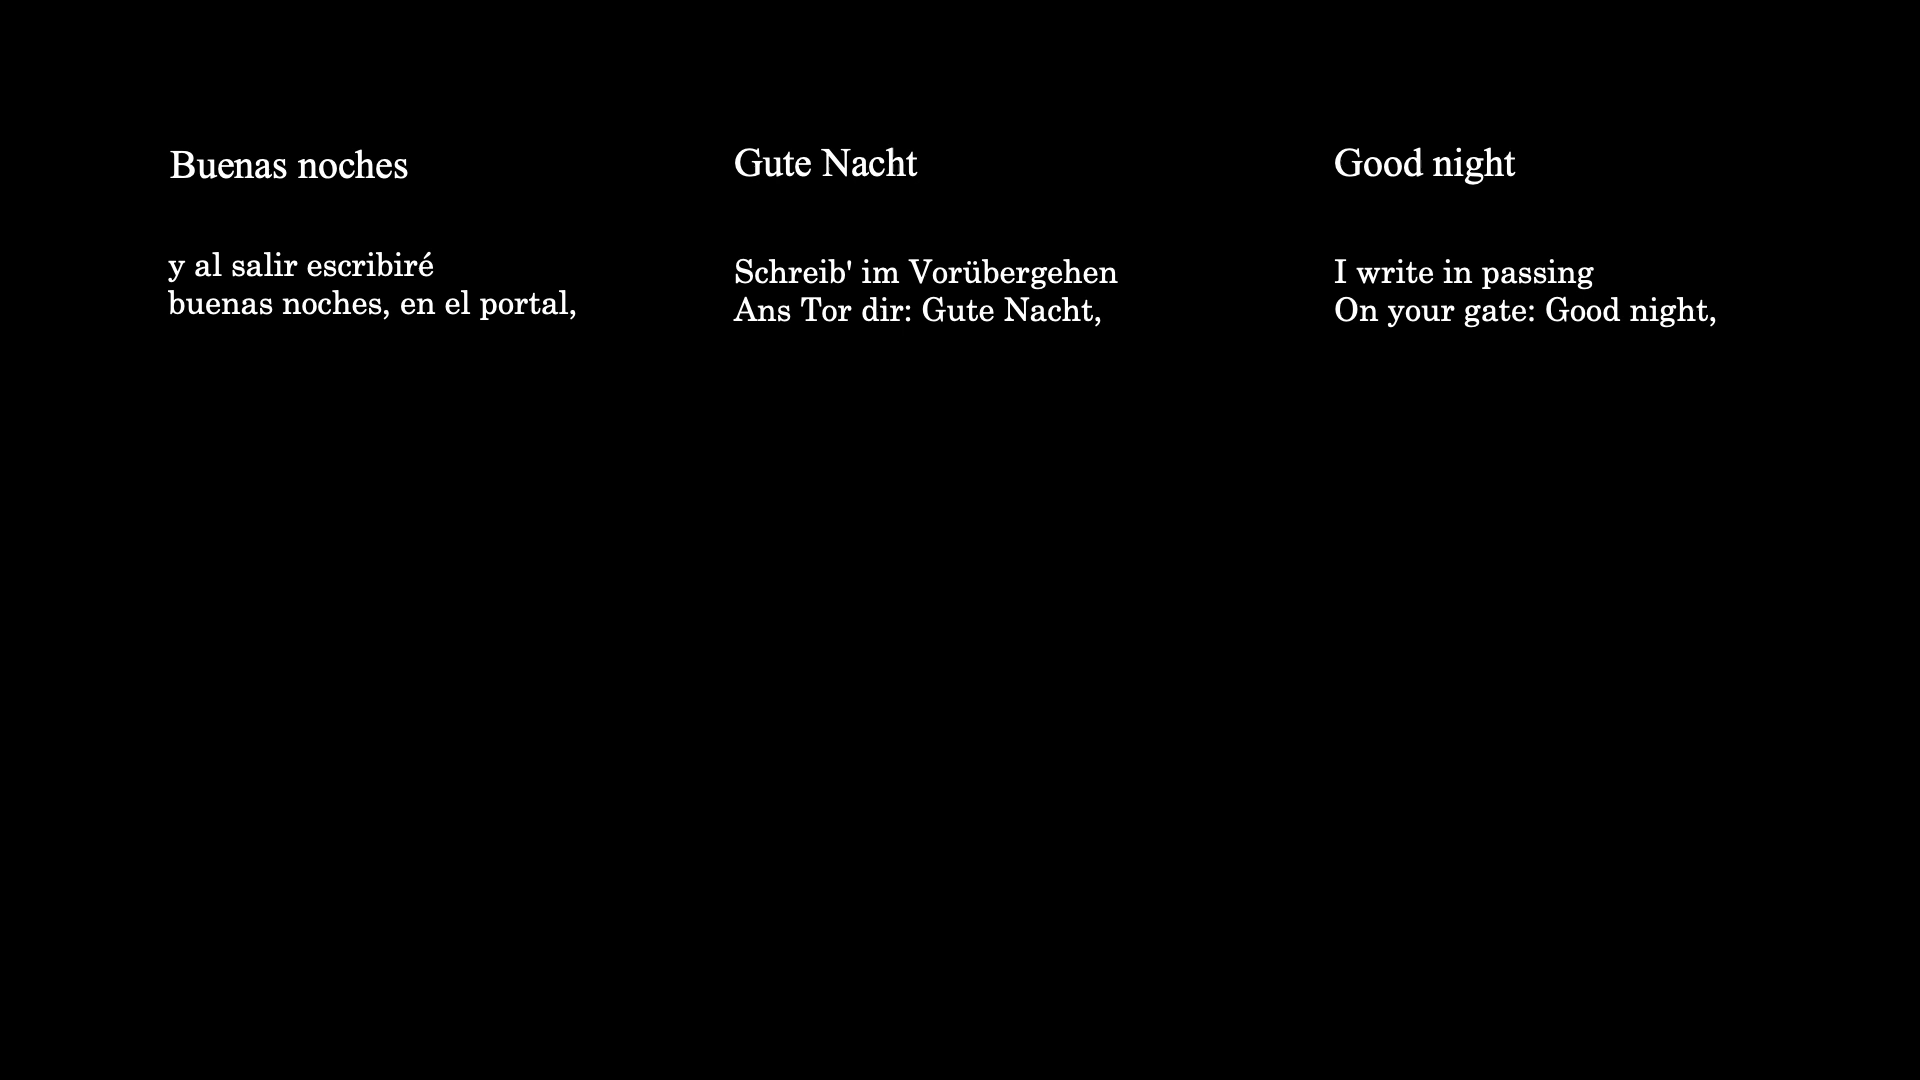 Buenas noches
y al salir escribiré
buenas noches, en el portal,
Gute Nacht
Schreib' im Vorübergehen
Ans Tor dir: Gute Nacht,
Good night
I write in passing
On your gate: Good night,